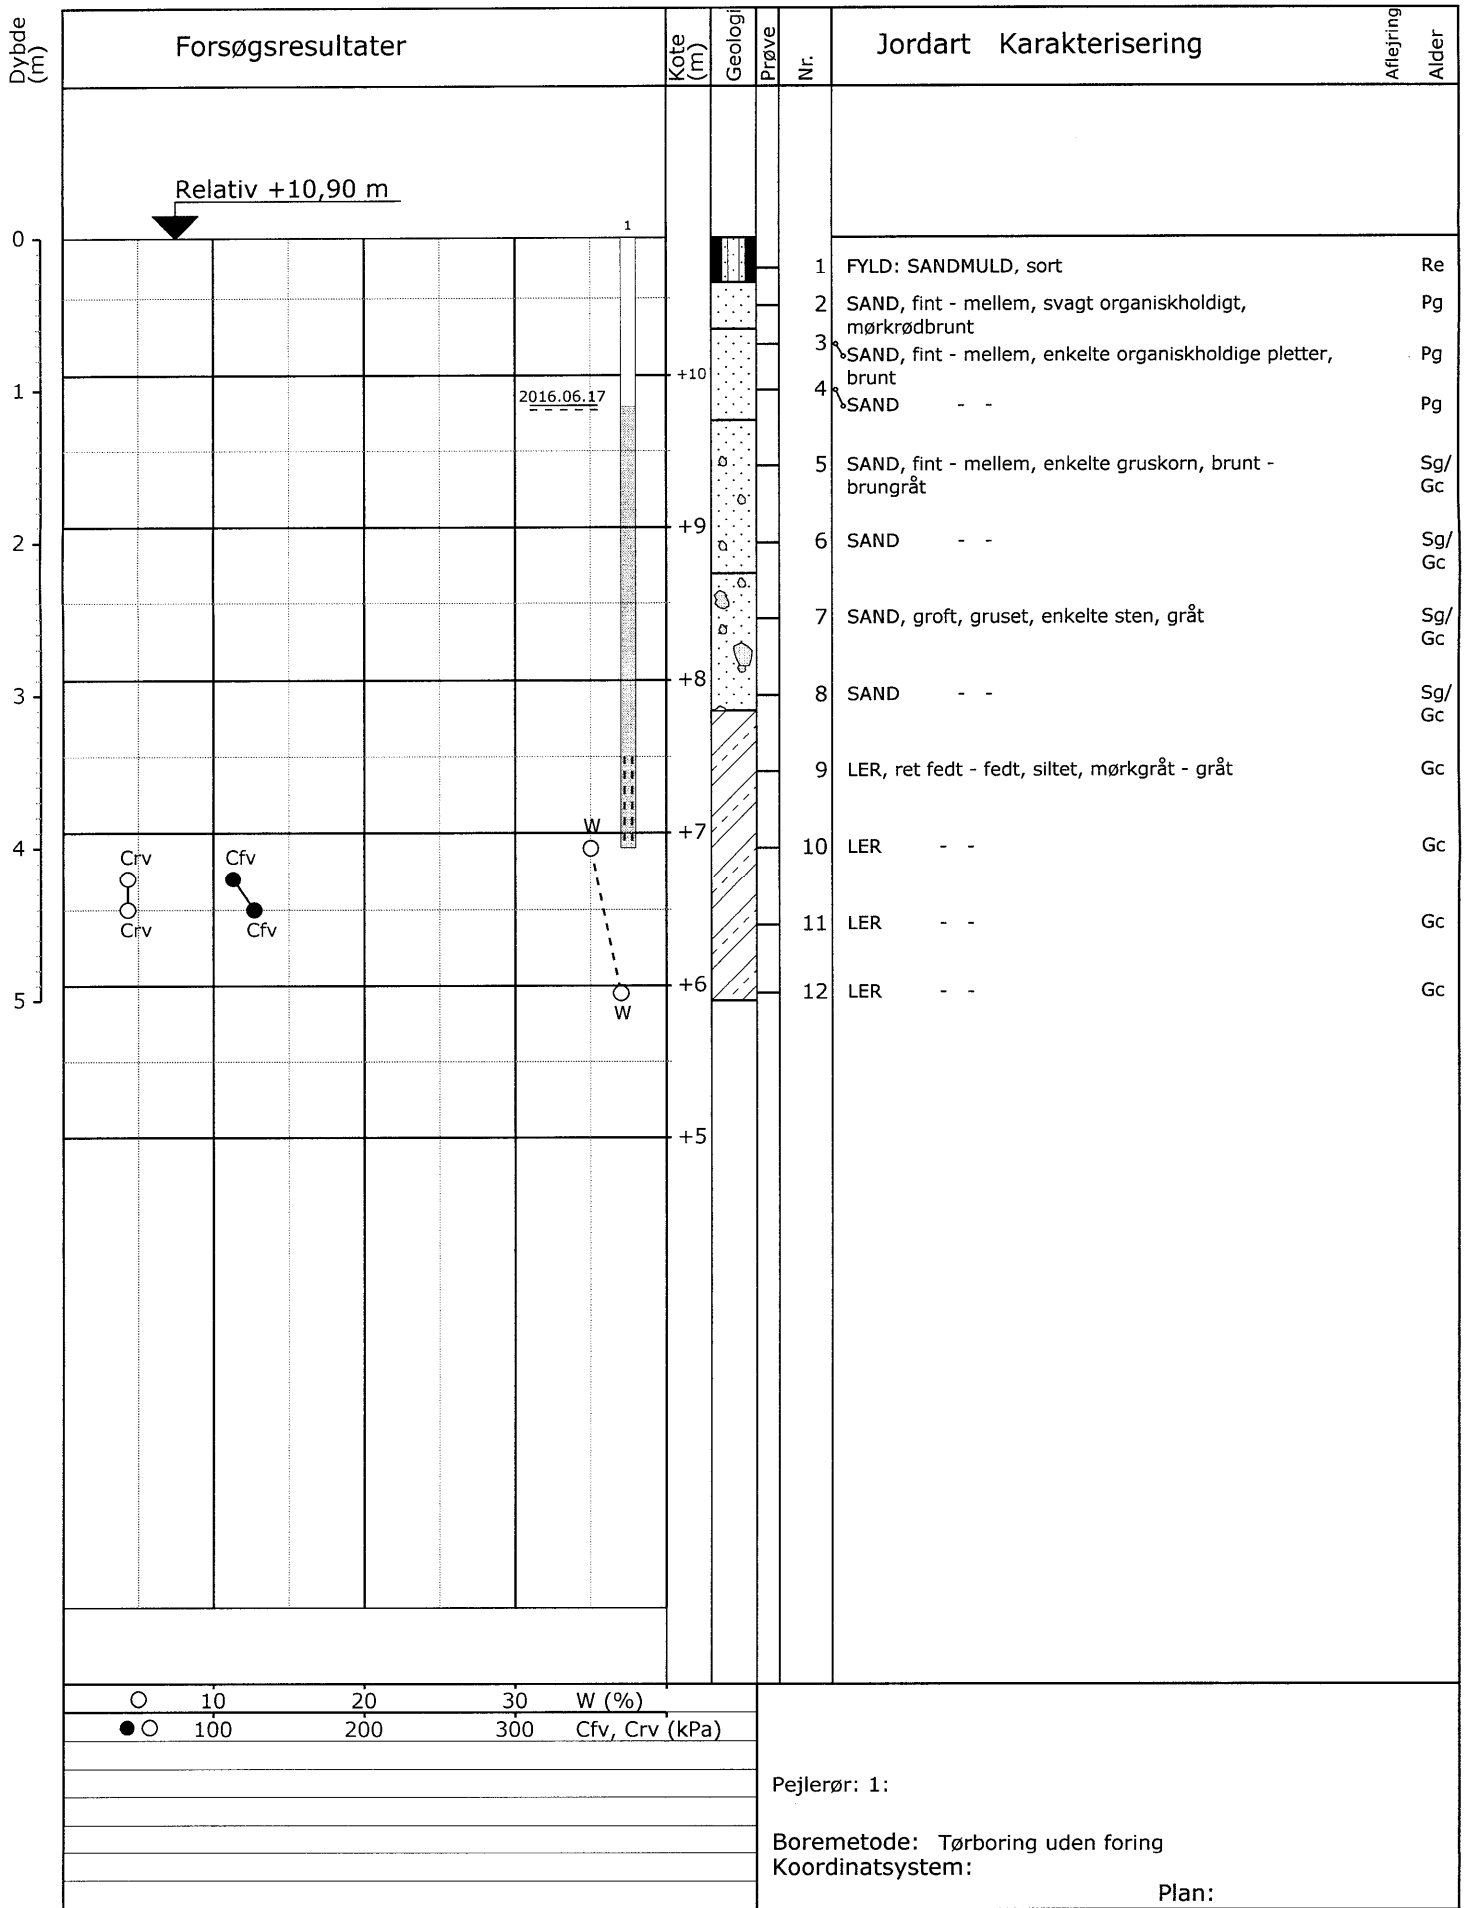 Dybde (m)
Forsøgsresultater
Kote (m)
Geologi
Prøve
Nr.
Jordart Karakterisering
Aflejring
Alder
Relativ +10,90 m
1
0
1 FYLD: SANDMULD, sort Re
2 SAND, fint - mellem, svagt organiskholdigt, Pg
mørkrødbrunt
3 SAND, fint - mellem, enkelte organiskholdige pletter, Pg
brunt
+10
1
2016.06.17
4 SAND - - Pg
5 SAND, fint - mellem, enkelte gruskorn, brunt - Sg/
brungråt Gc
+9
2
6 SAND - - Sg/
Gc
7 SAND, groft, gruset, enkelte sten, gråt Sg/
Gc
+8
3
8 SAND - - Sg/
Gc
9 LER, ret fedt - fedt, siltet, mørkgråt - gråt Gc
W
+7
4
10 LER - - Gc
Crv Cfv
Crv Cfv
11 LER - - Gc
+6
5
12 LER - - Gc
W
+5
10 20 30 W (%)
100 200 300 Cfv, Crv (kPa)
Pejlerør: 1:
Boremetode: Tørboring uden foring
Koordinatsystem:
Plan: